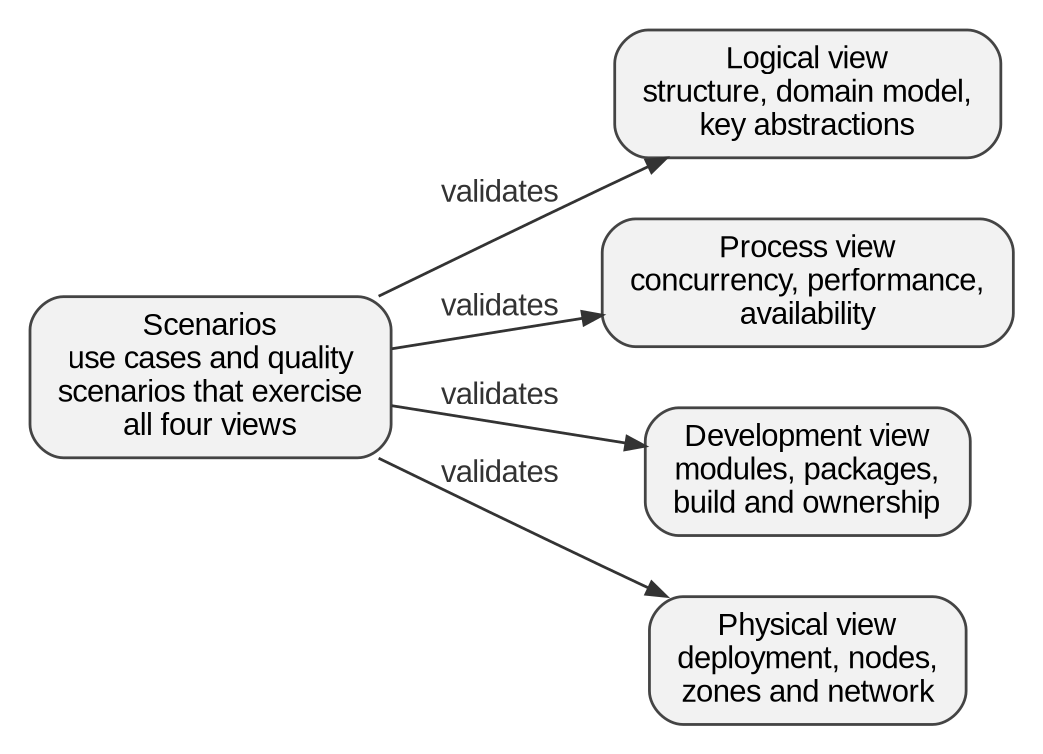 Logical view
structure, domain model,
key abstractions
validates
Process view
concurrency, performance,
availability
validates
Scenarios
use cases and quality
scenarios that exercise
all four views
validates
Development view
modules, packages,
build and ownership
validates
Physical view
deployment, nodes,
zones and network